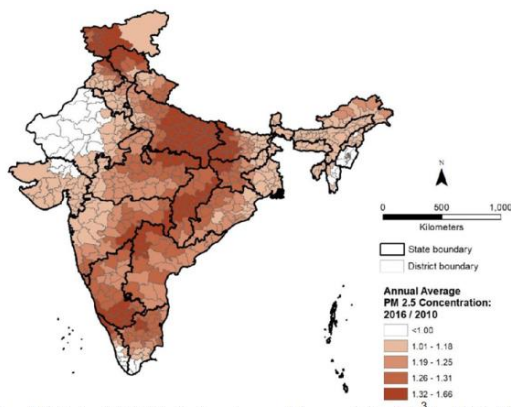 N
0 500 1,000
Kilometers
State boundary
District boundary
Annual Average
PM 2.5 Concentration:
2016 / 2010
<1.00
1.01 - 1.18
1.19 - 1.25
1.26 - 1.31
1.32 - 1.66
3